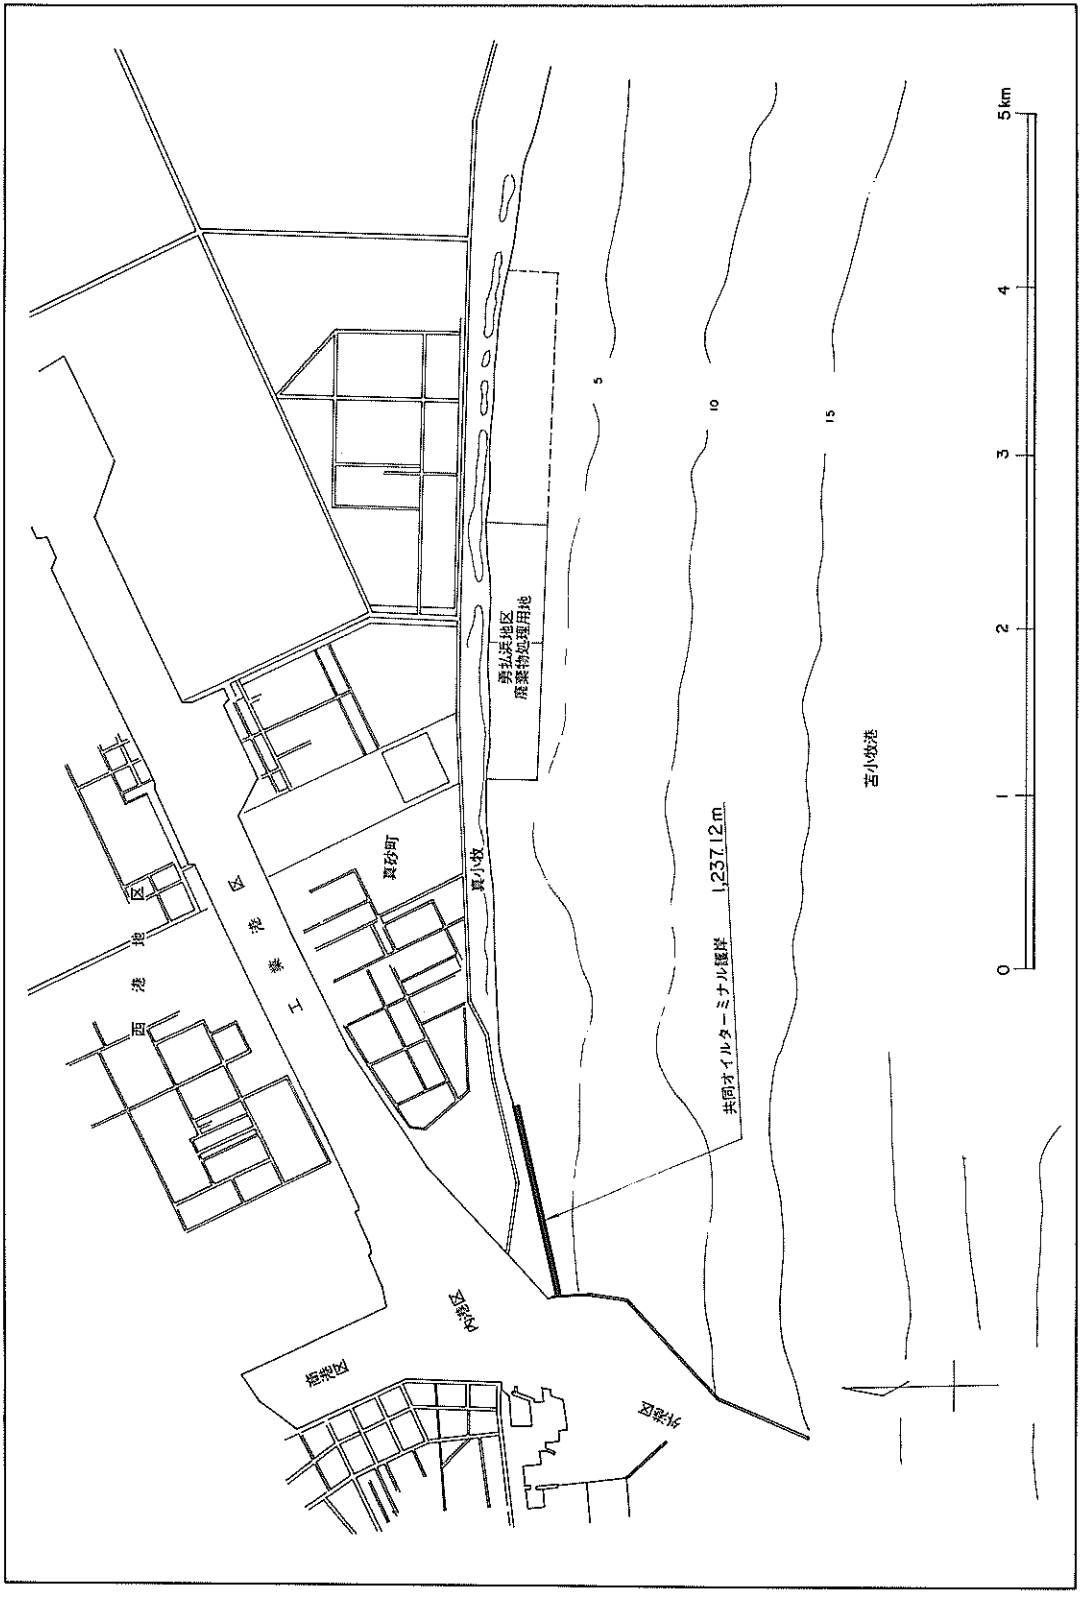 西港地区
工業港区
商港区
内港区
外港区
真砂町
真小牧
勇払浜地区
廃棄物処理用地
共同オイルターミナル護岸 1,237.12m
苫小牧港
5
10
15
0 1 2 3 4 5km